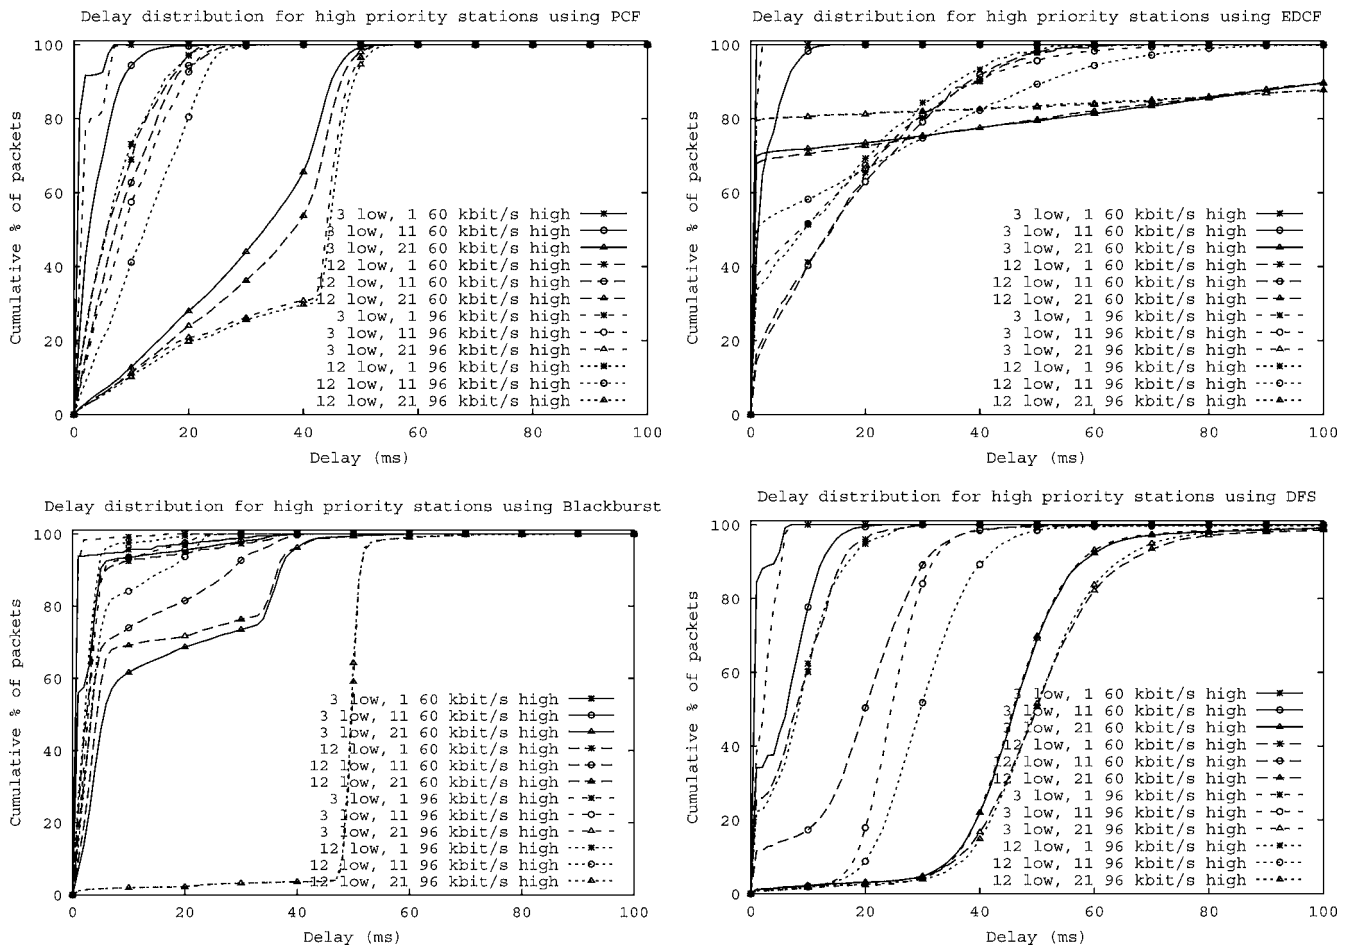 Delay distribution for high priority stations using PCF
Cumulative % of packets
100
80
60
40
20
0
3 low, 1 60 kbit/s high
3 low, 11 60 kbit/s high
3 low, 21 60 kbit/s high
12 low, 1 60 kbit/s high
12 low, 11 60 kbit/s high
12 low, 21 60 kbit/s high
3 low, 1 96 kbit/s high
3 low, 11 96 kbit/s high
3 low, 21 96 kbit/s high
12 low, 1 96 kbit/s high
12 low, 11 96 kbit/s high
12 low, 21 96 kbit/s high
0 20 40 60 80 100
Delay (ms)
Delay distribution for high priority stations using EDCF
Cumulative % of packets
100
80
60
40
20
0
3 low, 1 60 kbit/s high
3 low, 11 60 kbit/s high
3 low, 21 60 kbit/s high
12 low, 1 60 kbit/s high
12 low, 11 60 kbit/s high
12 low, 21 60 kbit/s high
3 low, 1 96 kbit/s high
3 low, 11 96 kbit/s high
3 low, 21 96 kbit/s high
12 low, 1 96 kbit/s high
12 low, 11 96 kbit/s high
12 low, 21 96 kbit/s high
0 20 40 60 80 100
Delay (ms)
Delay distribution for high priority stations using Blackburst
Cumulative % of packets
100
80
60
40
20
0
3 low, 1 60 kbit/s high
3 low, 11 60 kbit/s high
3 low, 21 60 kbit/s high
12 low, 1 60 kbit/s high
12 low, 11 60 kbit/s high
12 low, 21 60 kbit/s high
3 low, 1 96 kbit/s high
3 low, 11 96 kbit/s high
3 low, 21 96 kbit/s high
12 low, 1 96 kbit/s high
12 low, 11 96 kbit/s high
12 low, 21 96 kbit/s high
0 20 40 60 80 100
Delay (ms)
Delay distribution for high priority stations using DFS
Cumulative % of packets
100
80
60
40
20
0
3 low, 1 60 kbit/s high
3 low, 11 60 kbit/s high
3 low, 21 60 kbit/s high
12 low, 1 60 kbit/s high
12 low, 11 60 kbit/s high
12 low, 21 60 kbit/s high
3 low, 1 96 kbit/s high
3 low, 11 96 kbit/s high
3 low, 21 96 kbit/s high
12 low, 1 96 kbit/s high
12 low, 11 96 kbit/s high
12 low, 21 96 kbit/s high
0 20 40 60 80 100
Delay (ms)